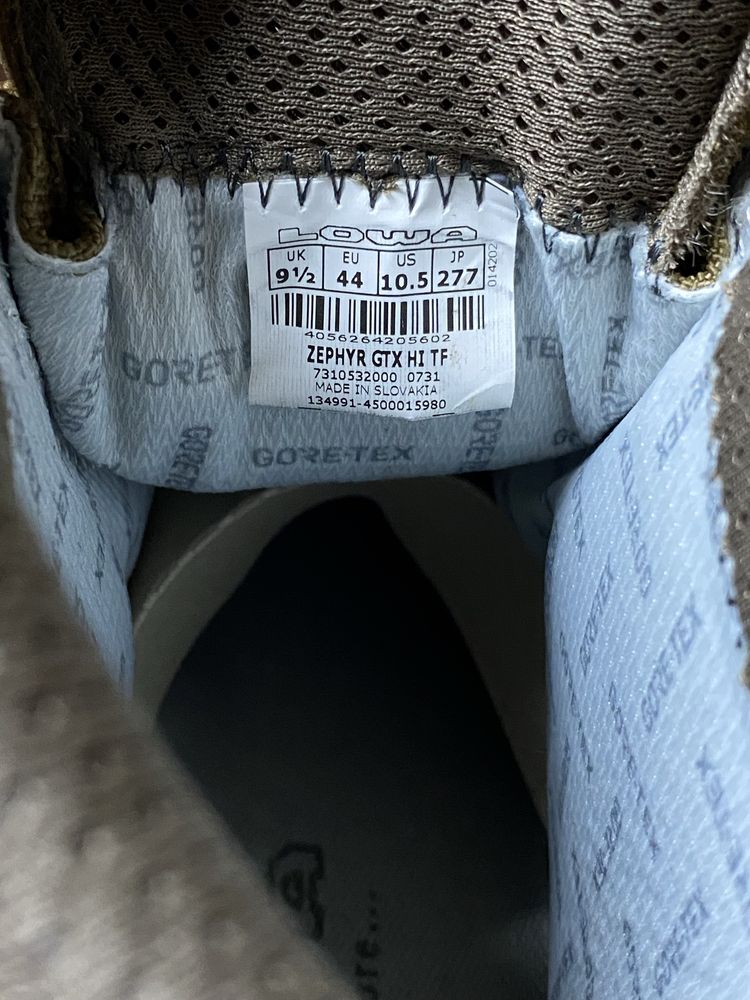 LOWA
UK EU US JP
9½ 44 10.5 277
014202
4056264205602
ZEPHYR GTX HI TF
7310532000 0731
MADE IN SLOVAKIA
134991-4500015980
GORE-TEX
GORE-TEX
GORE-TEX